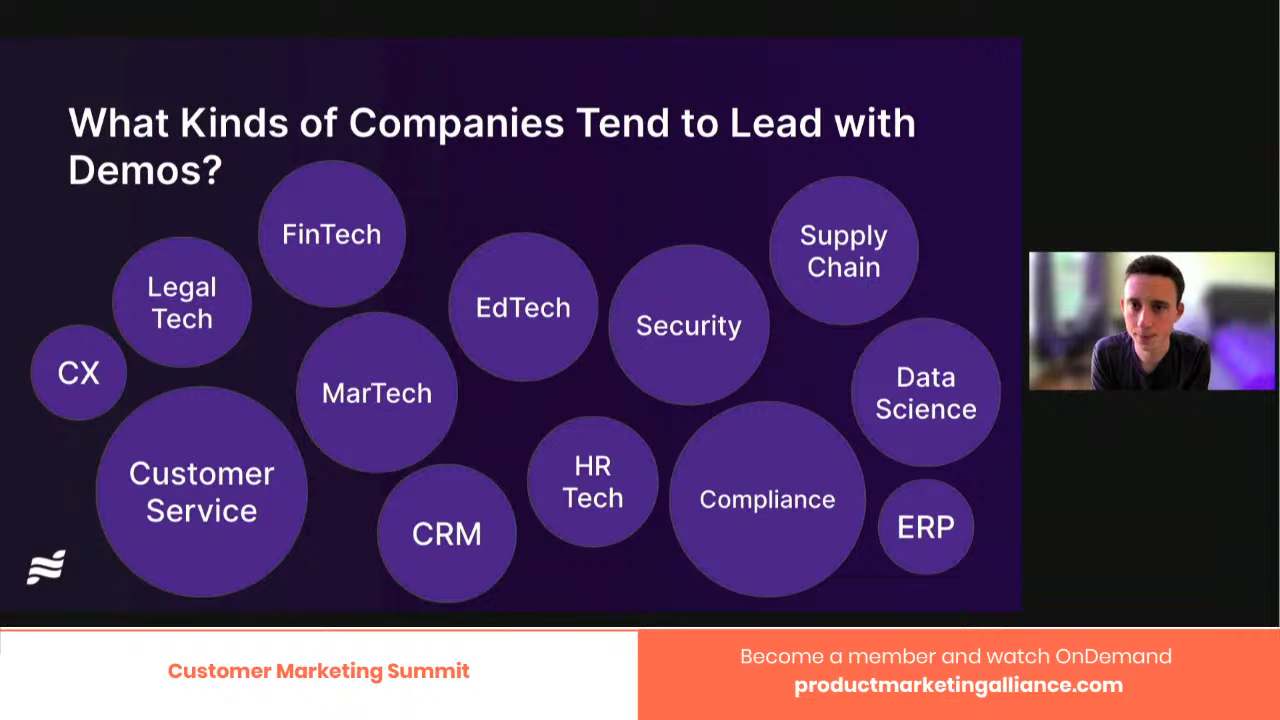 What Kinds of Companies Tend to Lead with
Demos?
FinTech
Supply
Chain
Legal
Tech
EdTech
Security
CX
MarTech
Data
Science
Customer
Service
HR
Tech
Compliance
CRM
ERP
Customer Marketing Summit
Become a member and watch OnDemand
productmarketingalliance.com